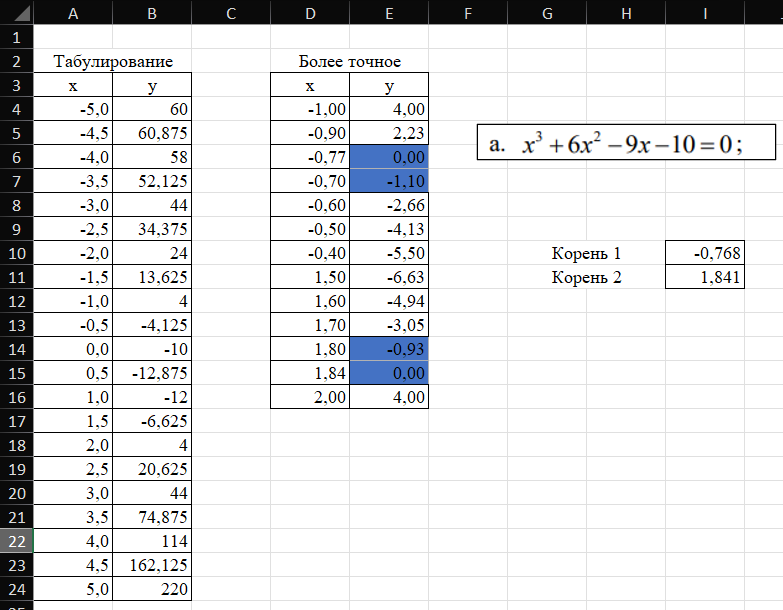 A B C D E F G H I
1
2 Табулирование Более точное
3 x y x y
4 -5,0 60 -1,00 4,00
5 -4,5 60,875 -0,90 2,23
a. x³ + 6x² − 9x − 10 = 0;
6 -4,0 58 -0,77 0,00
7 -3,5 52,125 -0,70 -1,10
8 -3,0 44 -0,60 -2,66
9 -2,5 34,375 -0,50 -4,13
10 -2,0 24 -0,40 -5,50 Корень 1 -0,768
11 -1,5 13,625 1,50 -6,63 Корень 2 1,841
12 -1,0 4 1,60 -4,94
13 -0,5 -4,125 1,70 -3,05
14 0,0 -10 1,80 -0,93
15 0,5 -12,875 1,84 0,00
16 1,0 -12 2,00 4,00
17 1,5 -6,625
18 2,0 4
19 2,5 20,625
20 3,0 44
21 3,5 74,875
22 4,0 114
23 4,5 162,125
24 5,0 220